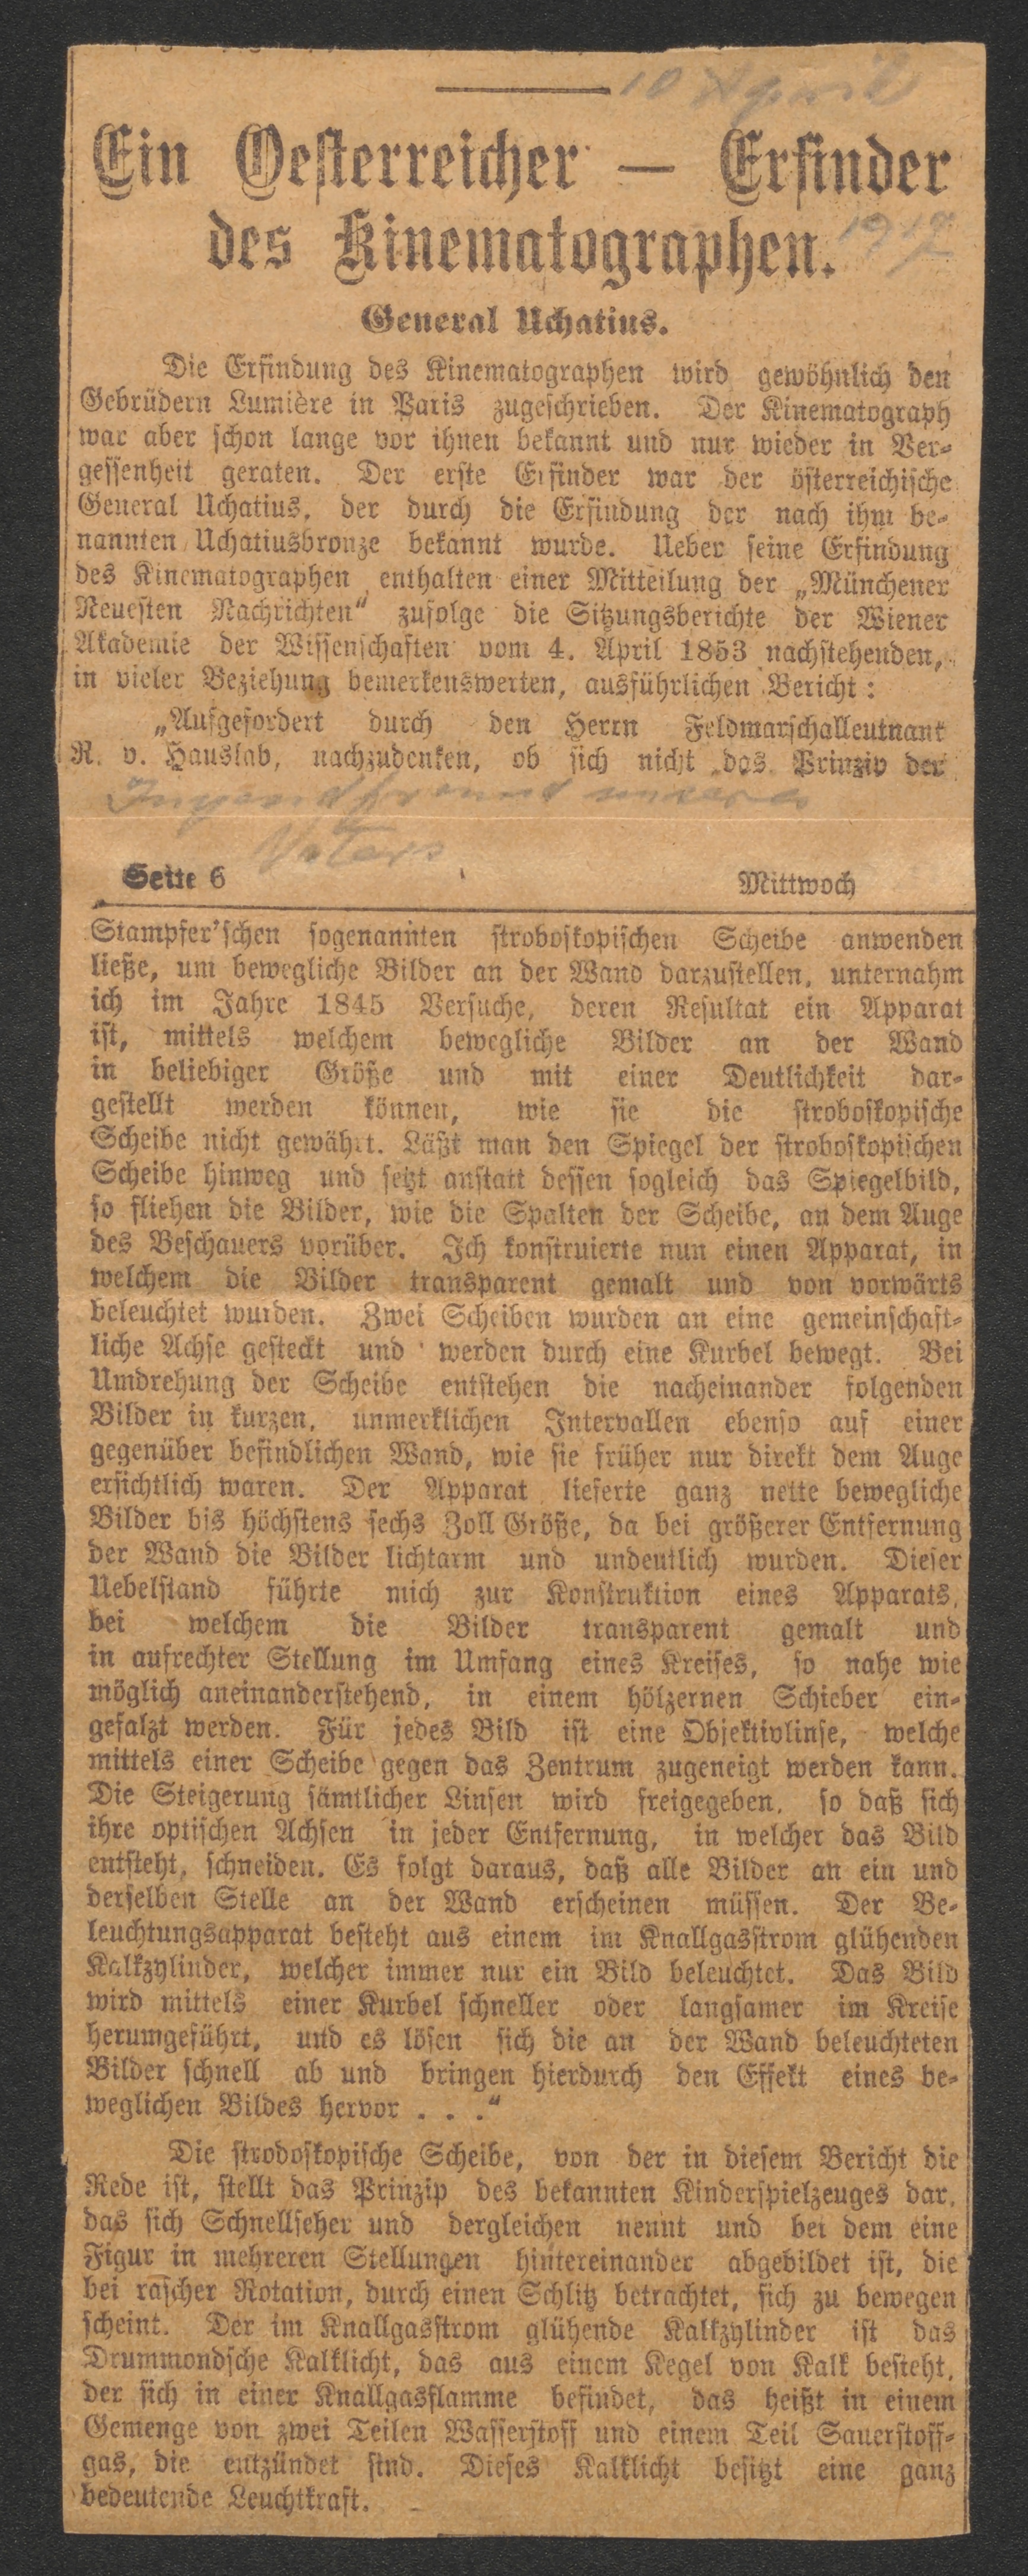 10 April
Ein Oesterreicher — Erfinder
des Kinematographen.
1917
General Uchatius.
Die Erfindung des Kinematographen wird gewöhnlich den
Gebrüdern Lumière in Paris zugeschrieben. Der Kinematograph
war aber schon lange vor ihnen bekannt und nur wieder in Ver-
gessenheit geraten. Der erste Erfinder war der österreichische
General Uchatius, der durch die Erfindung der nach ihm be-
nannten Uchatiusbronze bekannt wurde. Ueber seine Erfindung
des Kinematographen enthalten einer Mitteilung der „Münchener
Neuesten Nachrichten“ zufolge die Sitzungsberichte der Wiener
Akademie der Wissenschaften vom 4. April 1853 nachstehenden,
in vieler Beziehung bemerkenswerten, ausführlichen Bericht:
„Aufgefordert durch den Herrn Feldmarschalleutnant
R. v. Hauslab, nachzudenken, ob sich nicht das Prinzip der
Jugendfreund unseres
Vaters
Seite 6 Mittwoch
Stampfer'schen sogenannten stroboskopischen Scheibe anwenden
ließe, um bewegliche Bilder an der Wand darzustellen, unternahm
ich im Jahre 1845 Versuche, deren Resultat ein Apparat
ist, mittels welchem bewegliche Bilder an der Wand
in beliebiger Größe und mit einer Deutlichkeit dar-
gestellt werden können, wie sie die stroboskopische
Scheibe nicht gewährt. Läßt man den Spiegel der stroboskopischen
Scheibe hinweg und setzt anstatt dessen sogleich das Spiegelbild,
so fliehen die Bilder, wie die Spalten der Scheibe, an dem Auge
des Beschauers vorüber. Ich konstruierte nun einen Apparat, in
welchem die Bilder transparent gemalt und von vorwärts
beleuchtet wurden. Zwei Scheiben wurden an eine gemeinschaft-
liche Achse gesteckt und werden durch eine Kurbel bewegt. Bei
Umdrehung der Scheibe entstehen die nacheinander folgenden
Bilder in kurzen, unmerklichen Intervallen ebenso auf einer
gegenüber befindlichen Wand, wie sie früher nur direkt dem Auge
ersichtlich waren. Der Apparat lieferte ganz nette bewegliche
Bilder bis höchstens sechs Zoll Größe, da bei größerer Entfernung
der Wand die Bilder lichtarm und undeutlich wurden. Dieser
Uebelstand führte mich zur Konstruktion eines Apparats,
bei welchem die Bilder transparent gemalt und
in aufrechter Stellung im Umfang eines Kreises, so nahe wie
möglich aneinanderstehend, in einem hölzernen Schieber ein-
gefalzt werden. Für jedes Bild ist eine Objektivlinse, welche
mittels einer Scheibe gegen das Zentrum zugeneigt werden kann.
Die Steigerung sämtlicher Linsen wird freigegeben, so daß sich
ihre optischen Achsen in jeder Entfernung, in welcher das Bild
entsteht, schneiden. Es folgt daraus, daß alle Bilder an ein und
derselben Stelle an der Wand erscheinen müssen. Der Be-
leuchtungsapparat besteht aus einem im Knallgasstrom glühenden
Kalkzylinder, welcher immer nur ein Bild beleuchtet. Das Bild
wird mittels einer Kurbel schneller oder langsamer im Kreise
herumgeführt, und es lösen sich die an der Wand beleuchteten
Bilder schnell ab und bringen hierdurch den Effekt eines be-
weglichen Bildes hervor . . .“
Die strodoskopische Scheibe, von der in diesem Bericht die
Rede ist, stellt das Prinzip des bekannten Kinderspielzeuges dar,
das sich Schnellseher und dergleichen nennt und bei dem eine
Figur in mehreren Stellungen hintereinander abgebildet ist, die
bei rascher Rotation, durch einen Schlitz betrachtet, sich zu bewegen
scheint. Der im Knallgasstrom glühende Kalkzylinder ist das
Drummondsche Kalklicht, das aus einem Kegel von Kalk besteht,
der sich in einer Knallgasflamme befindet, das heißt in einem
Gemenge von zwei Teilen Wasserstoff und einem Teil Sauerstoff-
gas, die entzündet sind. Dieses Kalklicht besitzt eine ganz
bedeutende Leuchtkraft.